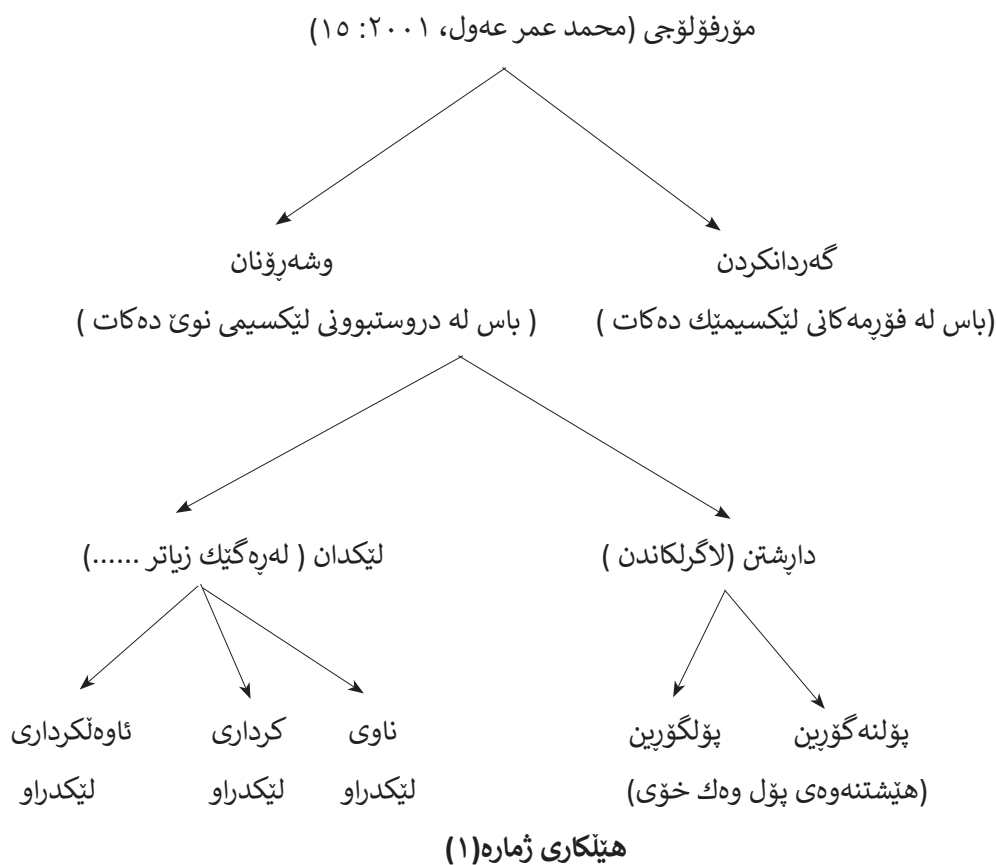 مۆرفۆلۆجی (محمد عمر عەول، ٢٠٠١: ١٥)
گەردانکردن وشەڕۆنان
(باس لە فۆڕمەکانی لێکسیمێك دەکات ) ( باس لە دروستبوونی لێکسیمی نوێ دەکات )
داڕشتن (لاگرلکاندن ) لێکدان ( لەڕەگێك زیاتر ......)
پۆلنەگۆڕین پۆلگۆڕین ناوی کرداری ئاوەڵکرداری
(هێشتنەوەی پۆل وەك خۆی) لێکدراو لێکدراو لێکدراو
هێڵکاری ژمارە(١)